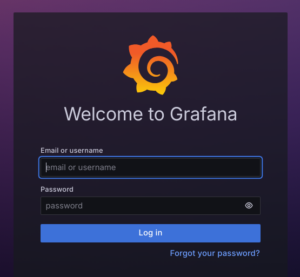 Welcome to Grafana
Email or username
email or username
Password
password
Log in
Forgot your password?